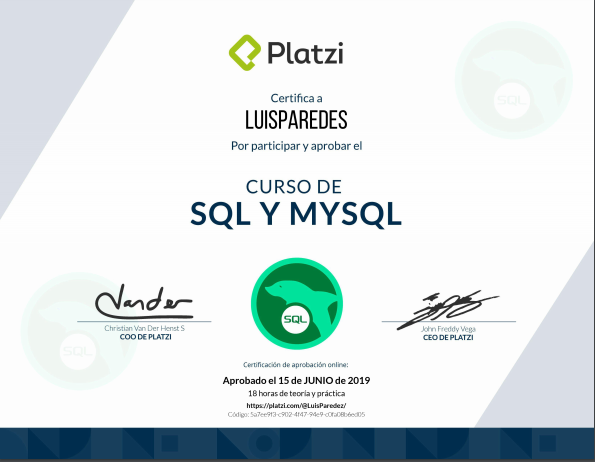 Platzi
Certifica a
LUISPAREDES
Por participar y aprobar el
CURSO DE
SQL Y MYSQL
SQL
SQL
SQL
Christian Van Der Henst S
COO DE PLATZI
John Freddy Vega
CEO DE PLATZI
Certificación de aprobación online:
Aprobado el 15 de JUNIO de 2019
18 horas de teoría y práctica
https://platzi.com/@LuisParedez/
Código: 5a7ee9f3-c902-4f47-94e9-c0fa08b6ed05